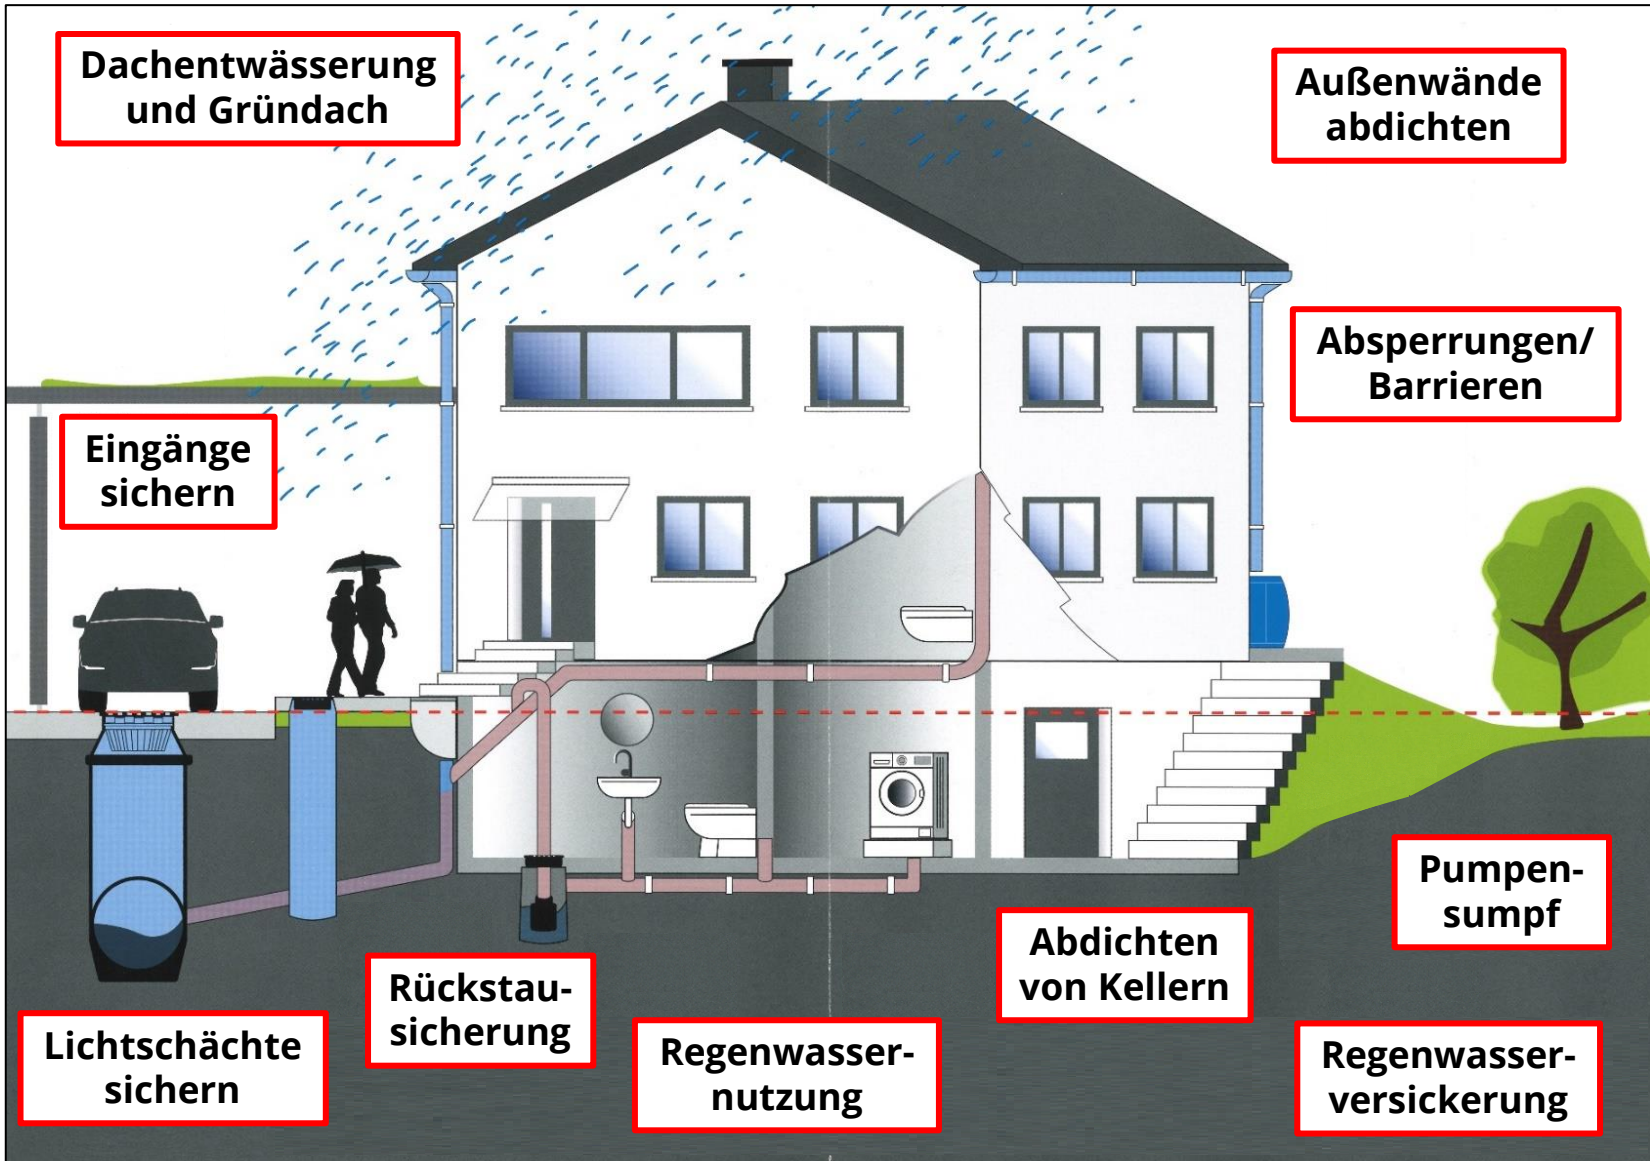 Dachentwässerung
und Gründach
Außenwände
abdichten
Absperrungen/
Barrieren
Eingänge
sichern
Pumpen-
sumpf
Abdichten
von Kellern
Rückstau-
sicherung
Lichtschächte
sichern
Regenwasser-
nutzung
Regenwasser-
versickerung